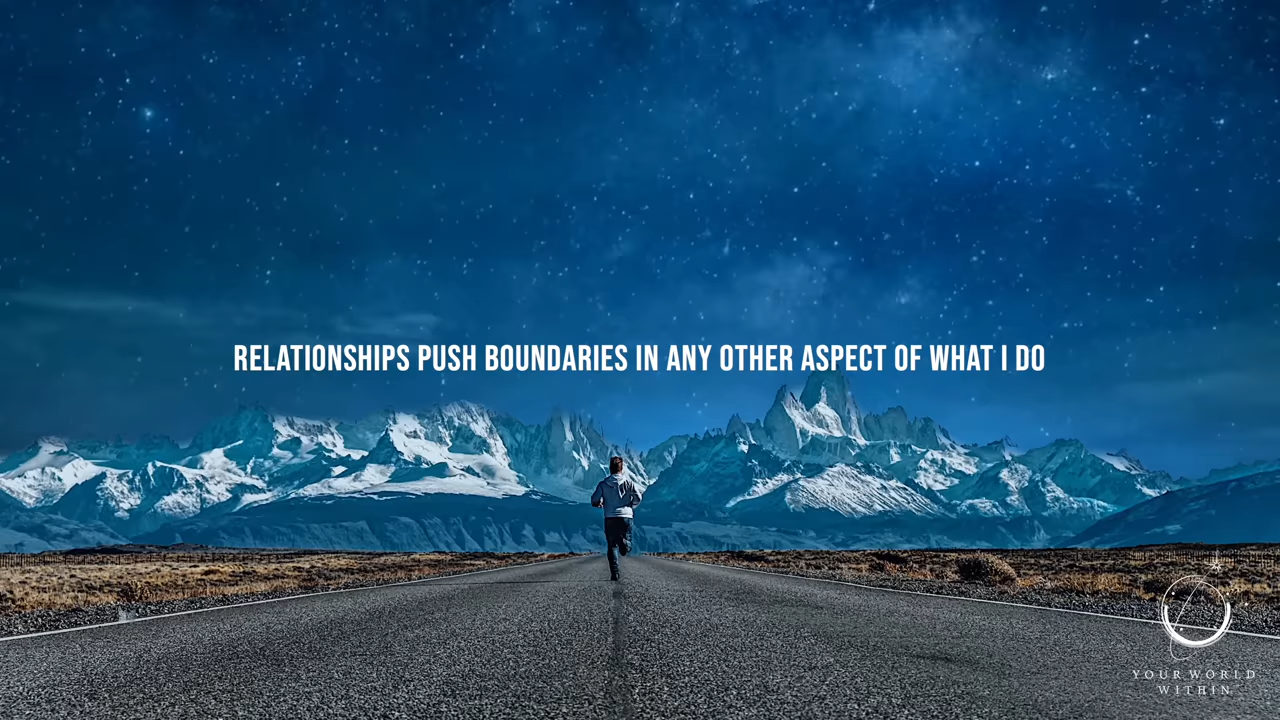 RELATIONSHIPS PUSH BOUNDARIES IN ANY OTHER ASPECT OF WHAT I DO
YOUR WORLD
WITHIN